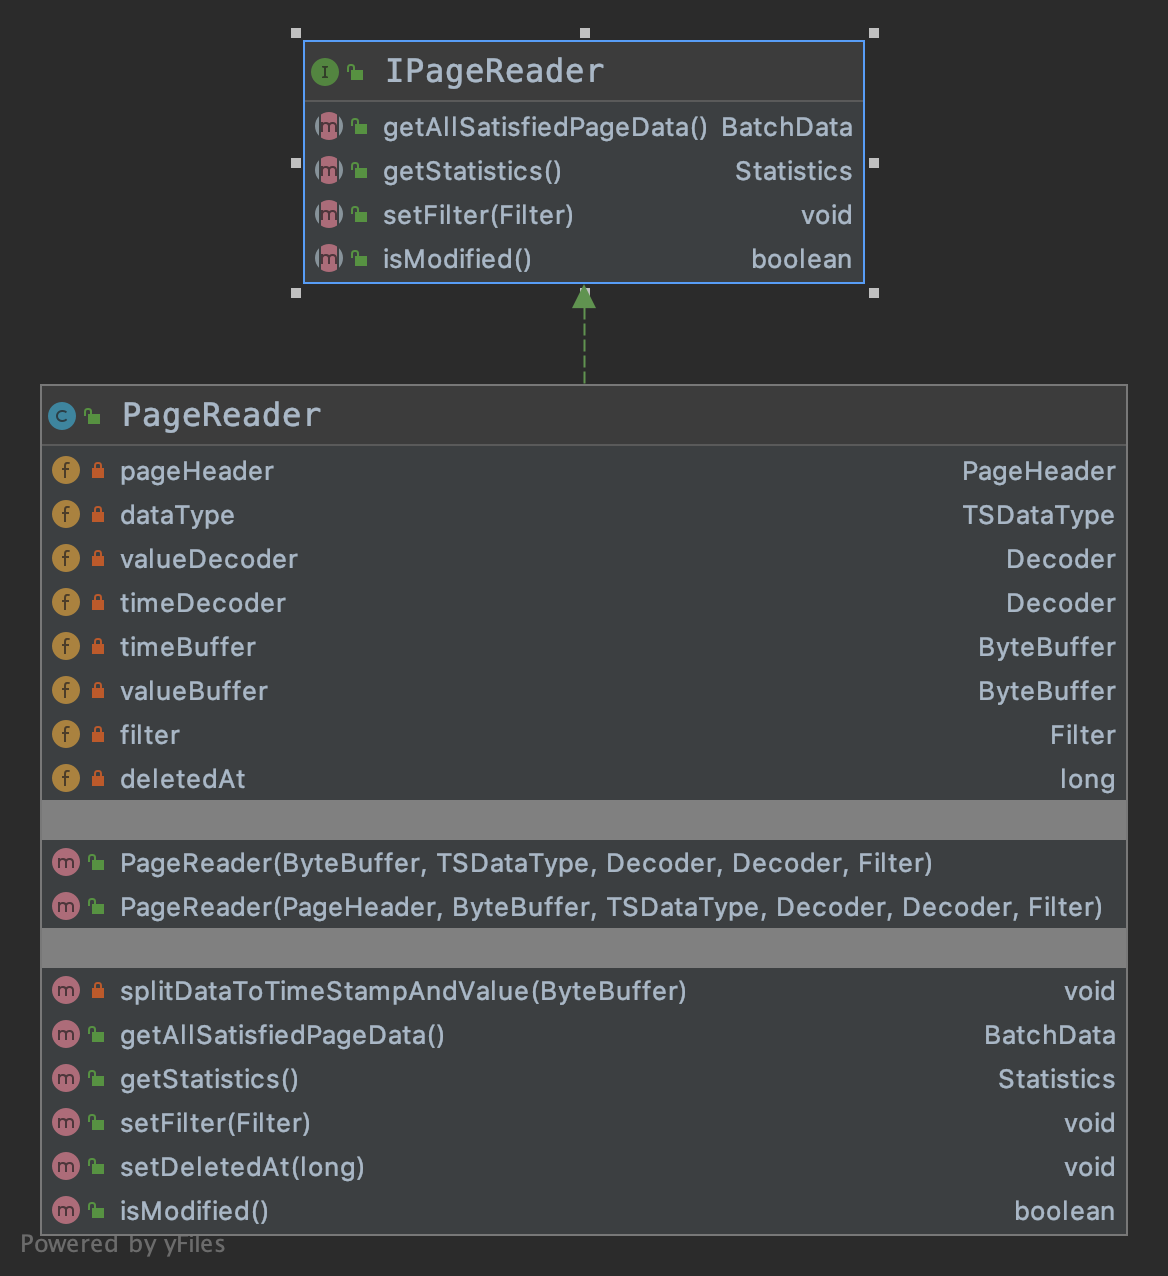 I IPageReader
m getAllSatisfiedPageData() BatchData
m getStatistics() Statistics
m setFilter(Filter) void
m isModified() boolean
C PageReader
f pageHeader PageHeader
f dataType TSDataType
f valueDecoder Decoder
f timeDecoder Decoder
f timeBuffer ByteBuffer
f valueBuffer ByteBuffer
f filter Filter
f deletedAt long
m PageReader(ByteBuffer, TSDataType, Decoder, Decoder, Filter)
m PageReader(PageHeader, ByteBuffer, TSDataType, Decoder, Decoder, Filter)
m splitDataToTimeStampAndValue(ByteBuffer) void
m getAllSatisfiedPageData() BatchData
m getStatistics() Statistics
m setFilter(Filter) void
m setDeletedAt(long) void
m isModified() boolean
Powered by yFiles